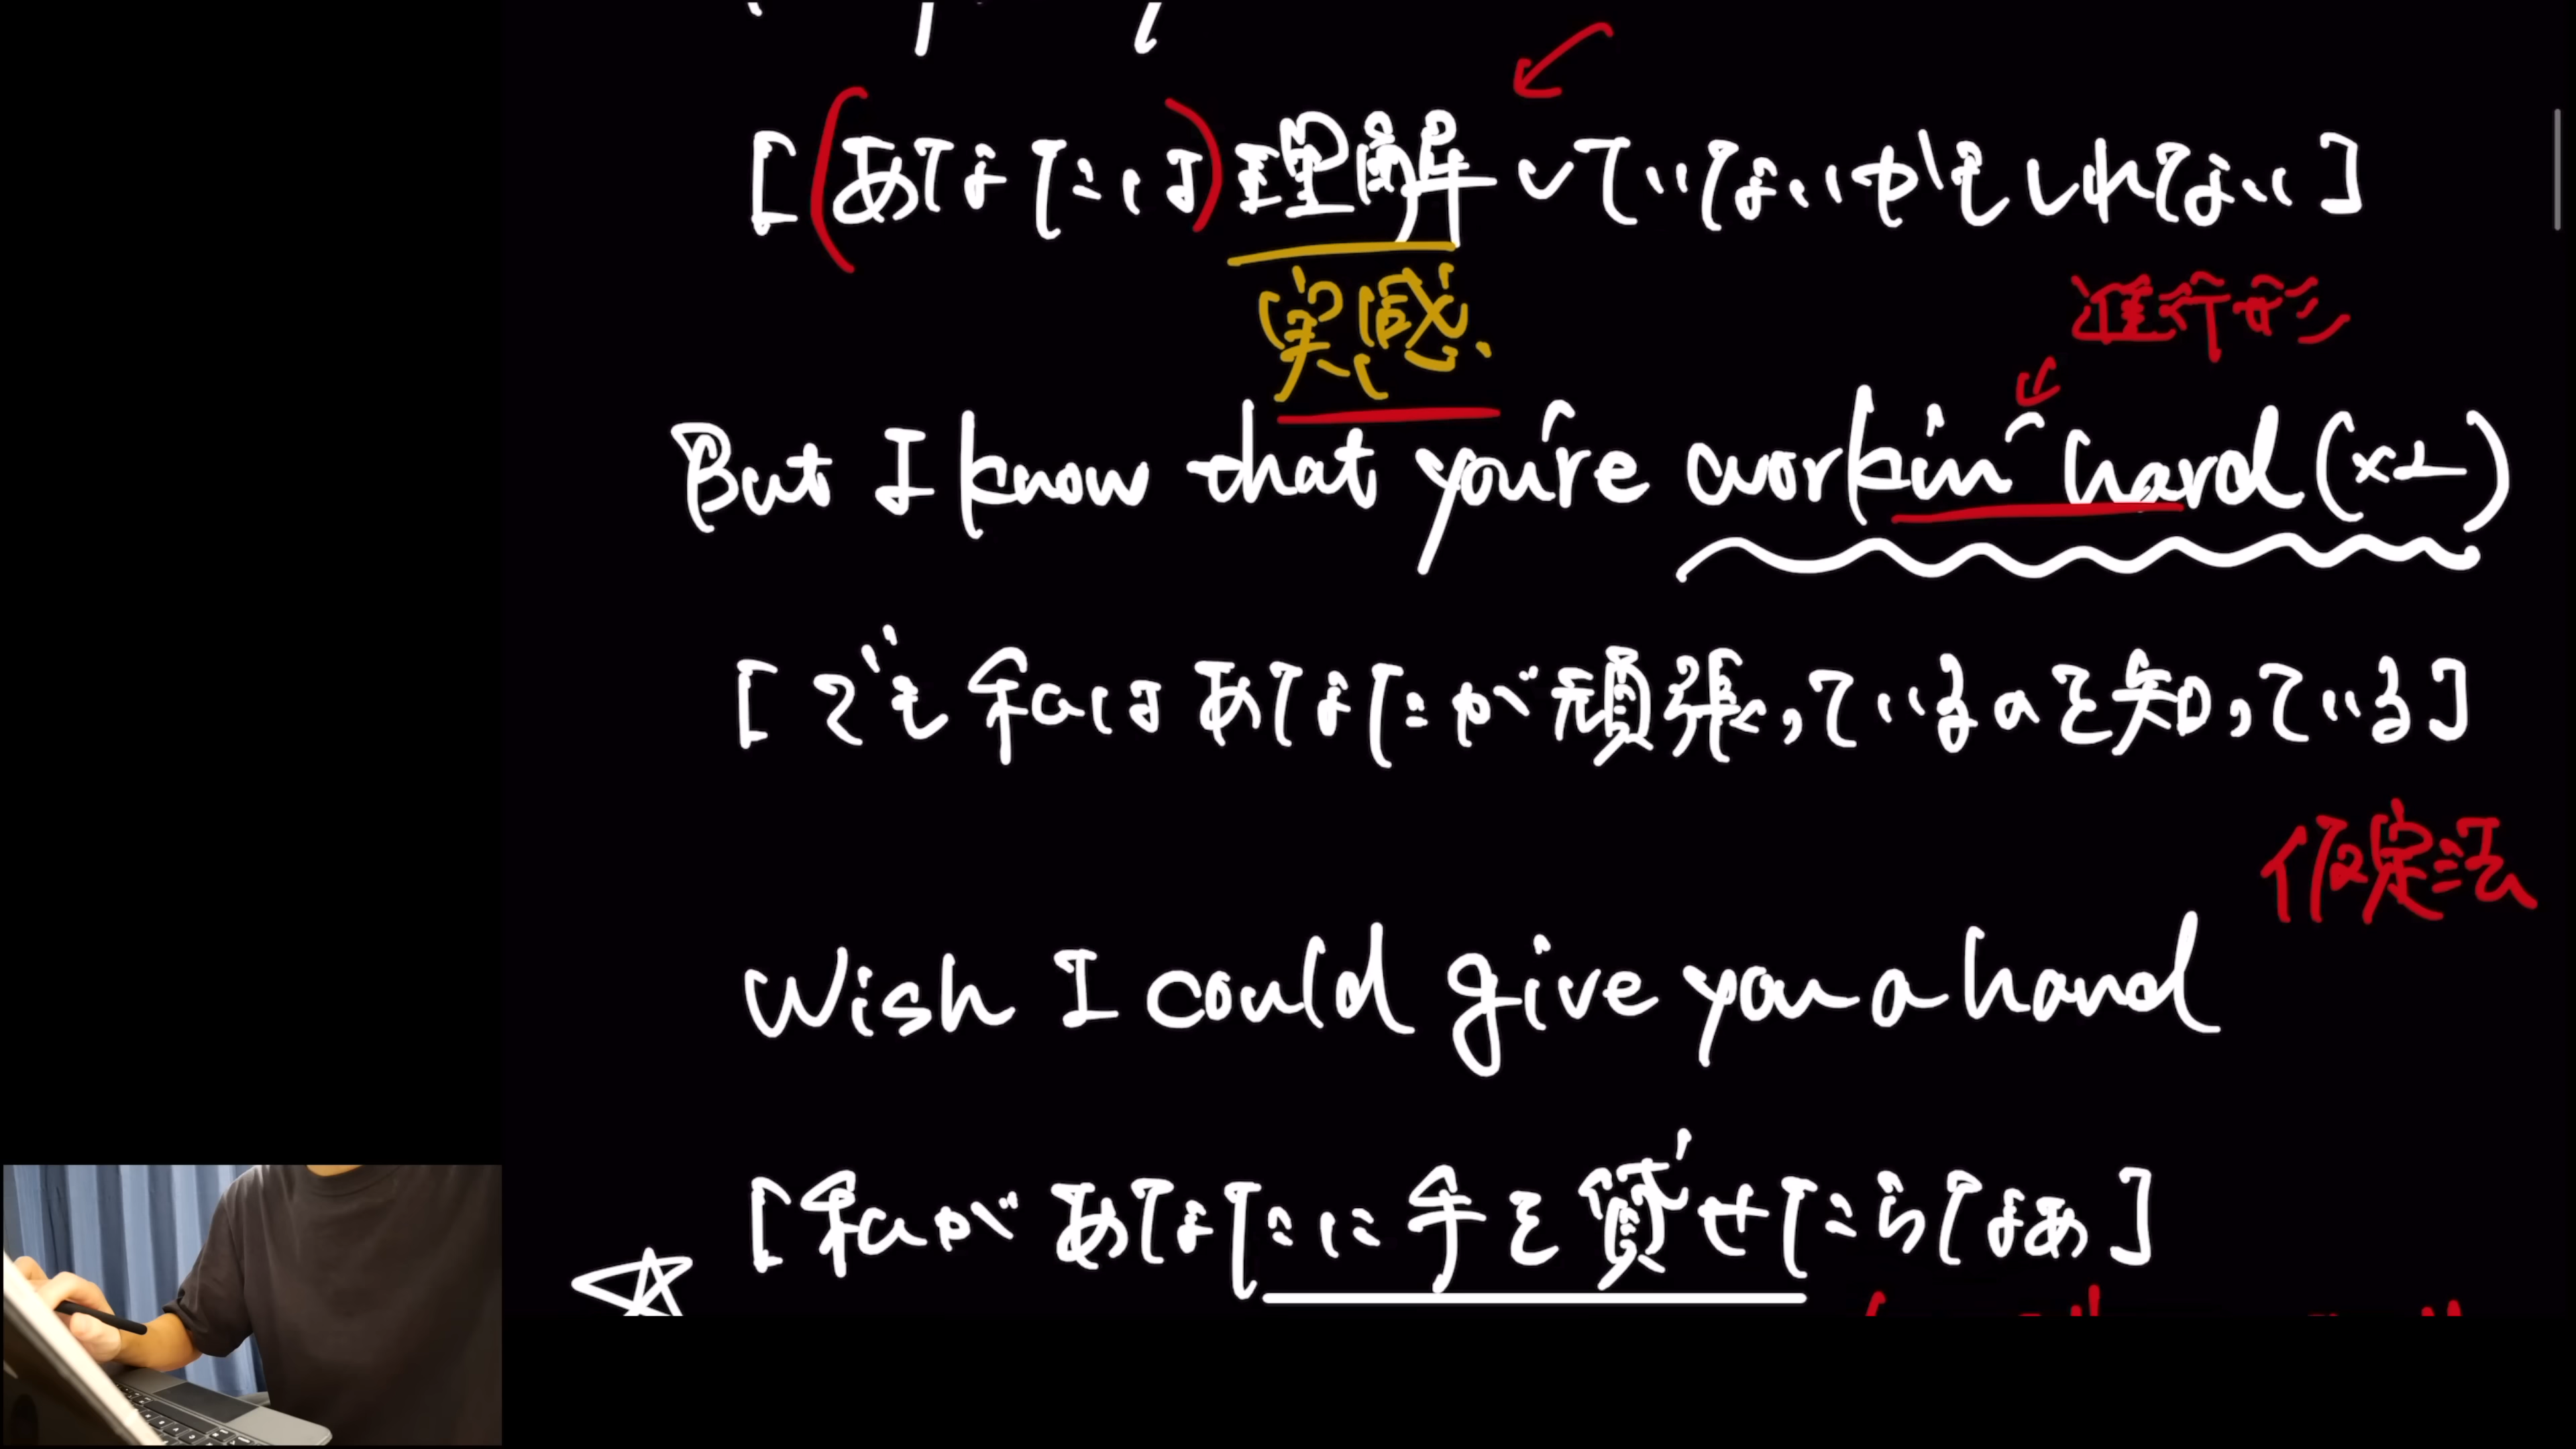 [(あなたは)理解していないかもしれない]
実感
進行形
But I know that you're workin' hard (x2)
[でも私はあなたが頑張っているのを知っている]
仮定法
Wish I could give you a hand
[私があなたに手を貸せたらなぁ]